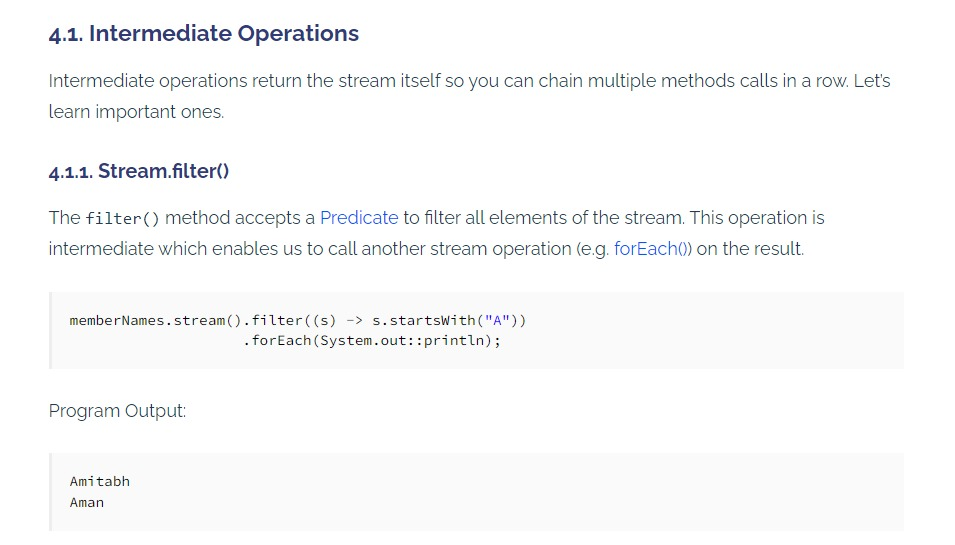 4.1. Intermediate Operations
Intermediate operations return the stream itself so you can chain multiple methods calls in a row. Let's
learn important ones.
4.1.1. Stream.filter()
The filter() method accepts a Predicate to filter all elements of the stream. This operation is
intermediate which enables us to call another stream operation (e.g. forEach()) on the result.
memberNames.stream().filter((s) -> s.startsWith("A"))
.forEach(System.out::println);
Program Output:
Amitabh
Aman